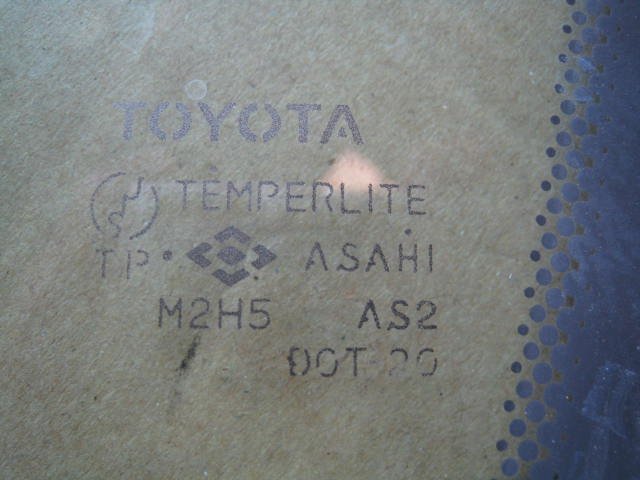 TOYOTA
TEMPERLITE
TP• ASAHI
M2H5 AS2
DOT-20